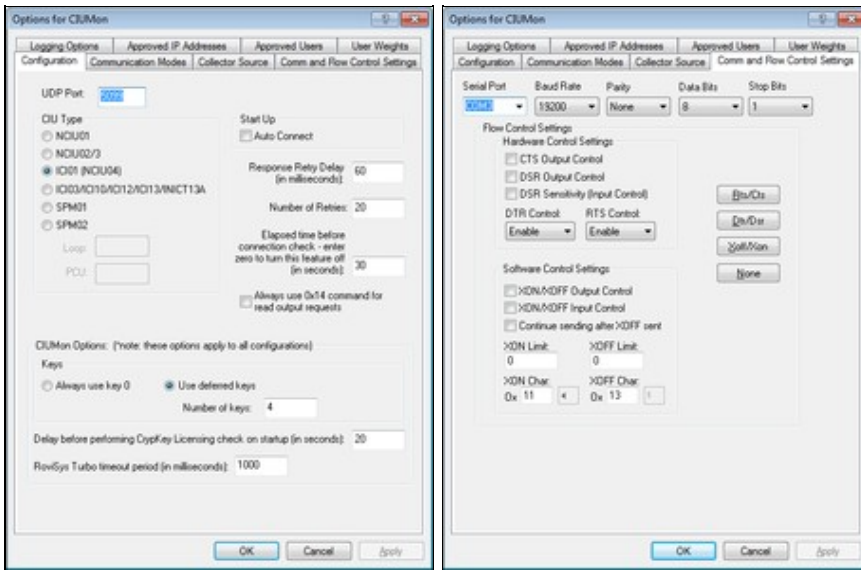 Options for CIUMon
Logging Options Approved IP Addresses Approved Users User Weights
Configuration Communication Modes Collector Source Comm and Flow Control Settings
UDP Port: 5099
CIU Type
NCIU01
NCIU02/3
ICI01 (NCIU04)
ICI03/ICI10/ICI12/ICI13/INICT13A
SPM01
SPM02
Loop:
PCU:
Start Up
Auto Connect
Response Retry Delay
(in milliseconds): 60
Number of Retries: 20
Elapsed time before
connection check - enter
zero to turn this feature off
(in seconds): 30
Always use 0x14 command for
read output requests
CIUMon Options: (*note: these options apply to all configurations)
Keys
Always use key 0 Use deferred keys
Number of keys: 4
Delay before performing CrypKey Licensing check on startup (in seconds): 20
RoviSys Turbo timeout period (in milliseconds): 1000
OK Cancel Apply
Options for CIUMon
Logging Options Approved IP Addresses Approved Users User Weights
Configuration Communication Modes Collector Source Comm and Flow Control Settings
Serial Port Baud Rate Parity Data Bits Stop Bits
COM3 19200 None 8 1
Flow Control Settings
Hardware Control Settings
CTS Output Control
DSR Output Control
DSR Sensitivity (Input Control)
DTR Control: RTS Control:
Enable Enable
Rts/Cts
Dtr/Dsr
Xoff/Xon
None
Software Control Settings
XON/XOFF Output Control
XON/XOFF Input Control
Continue sending after XOFF sent
XON Limit: XOFF Limit:
0 0
XON Char: XOFF Char:
0x 11 0x 13
OK Cancel Apply